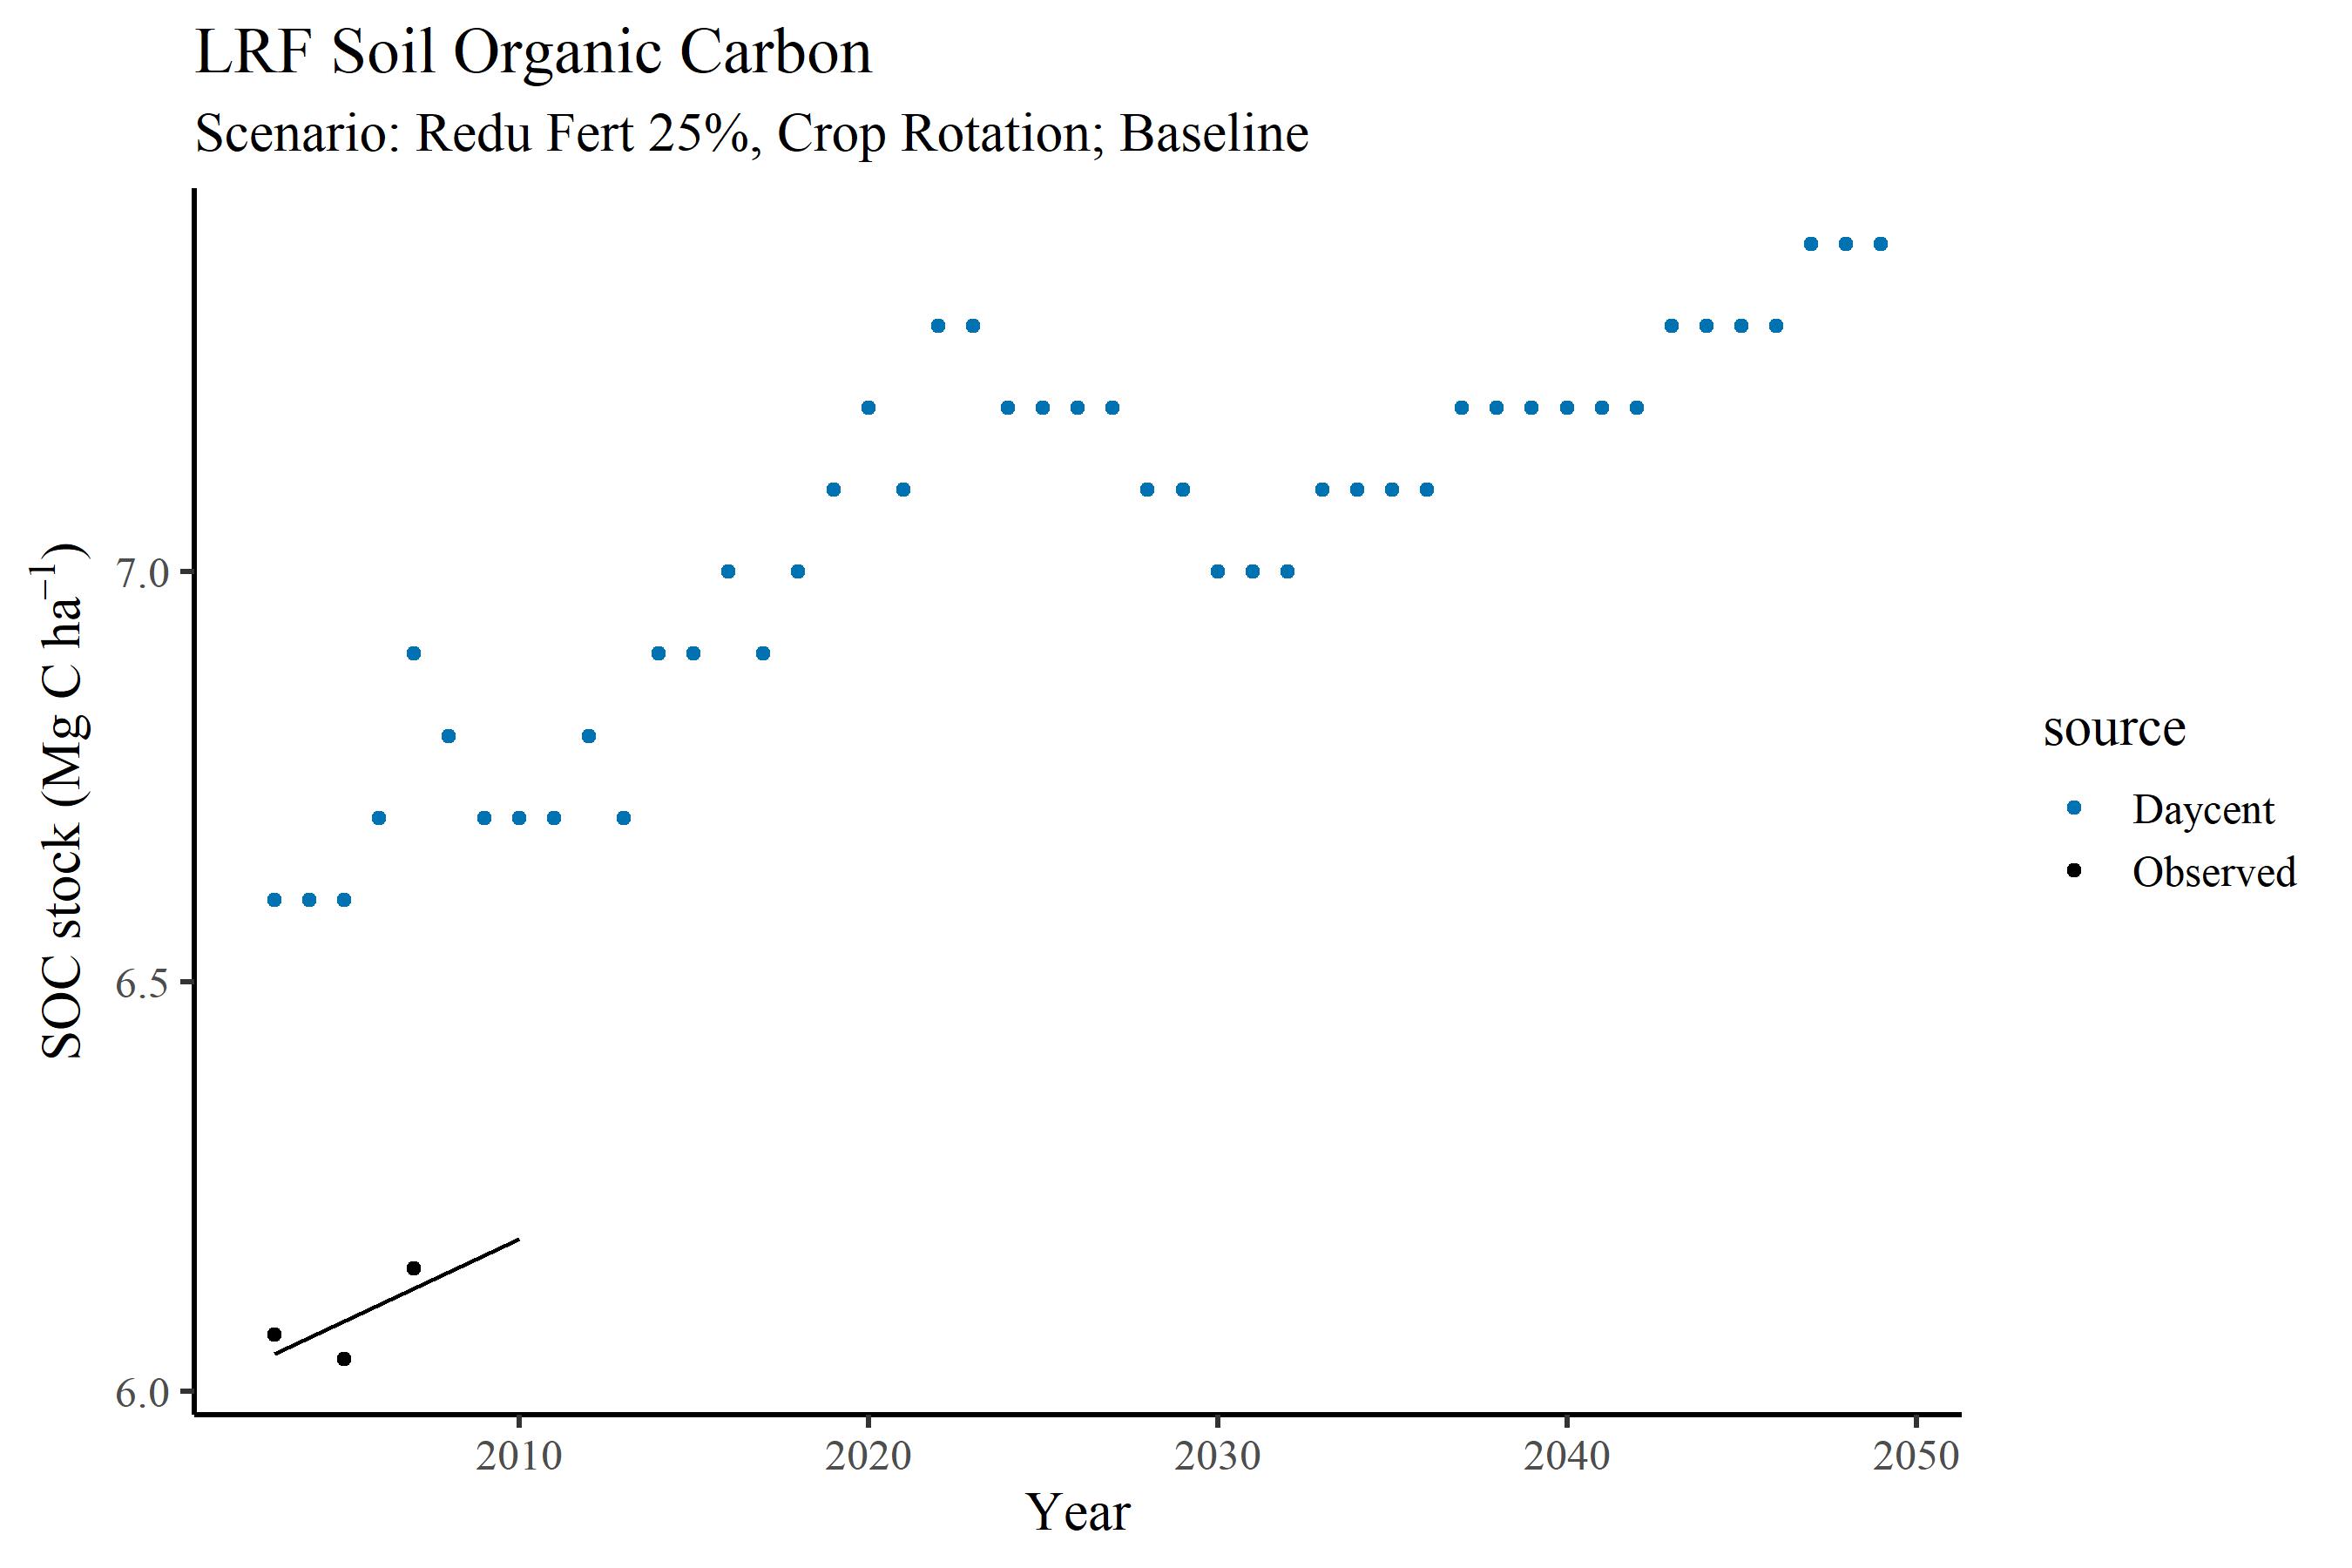 LRF Soil Organic Carbon
Scenario: Redu Fert 25%, Crop Rotation; Baseline
SOC stock (Mg C ha⁻¹)
7.0
6.5
6.0
2010 2020 2030 2040 2050
Year
source
Daycent
Observed